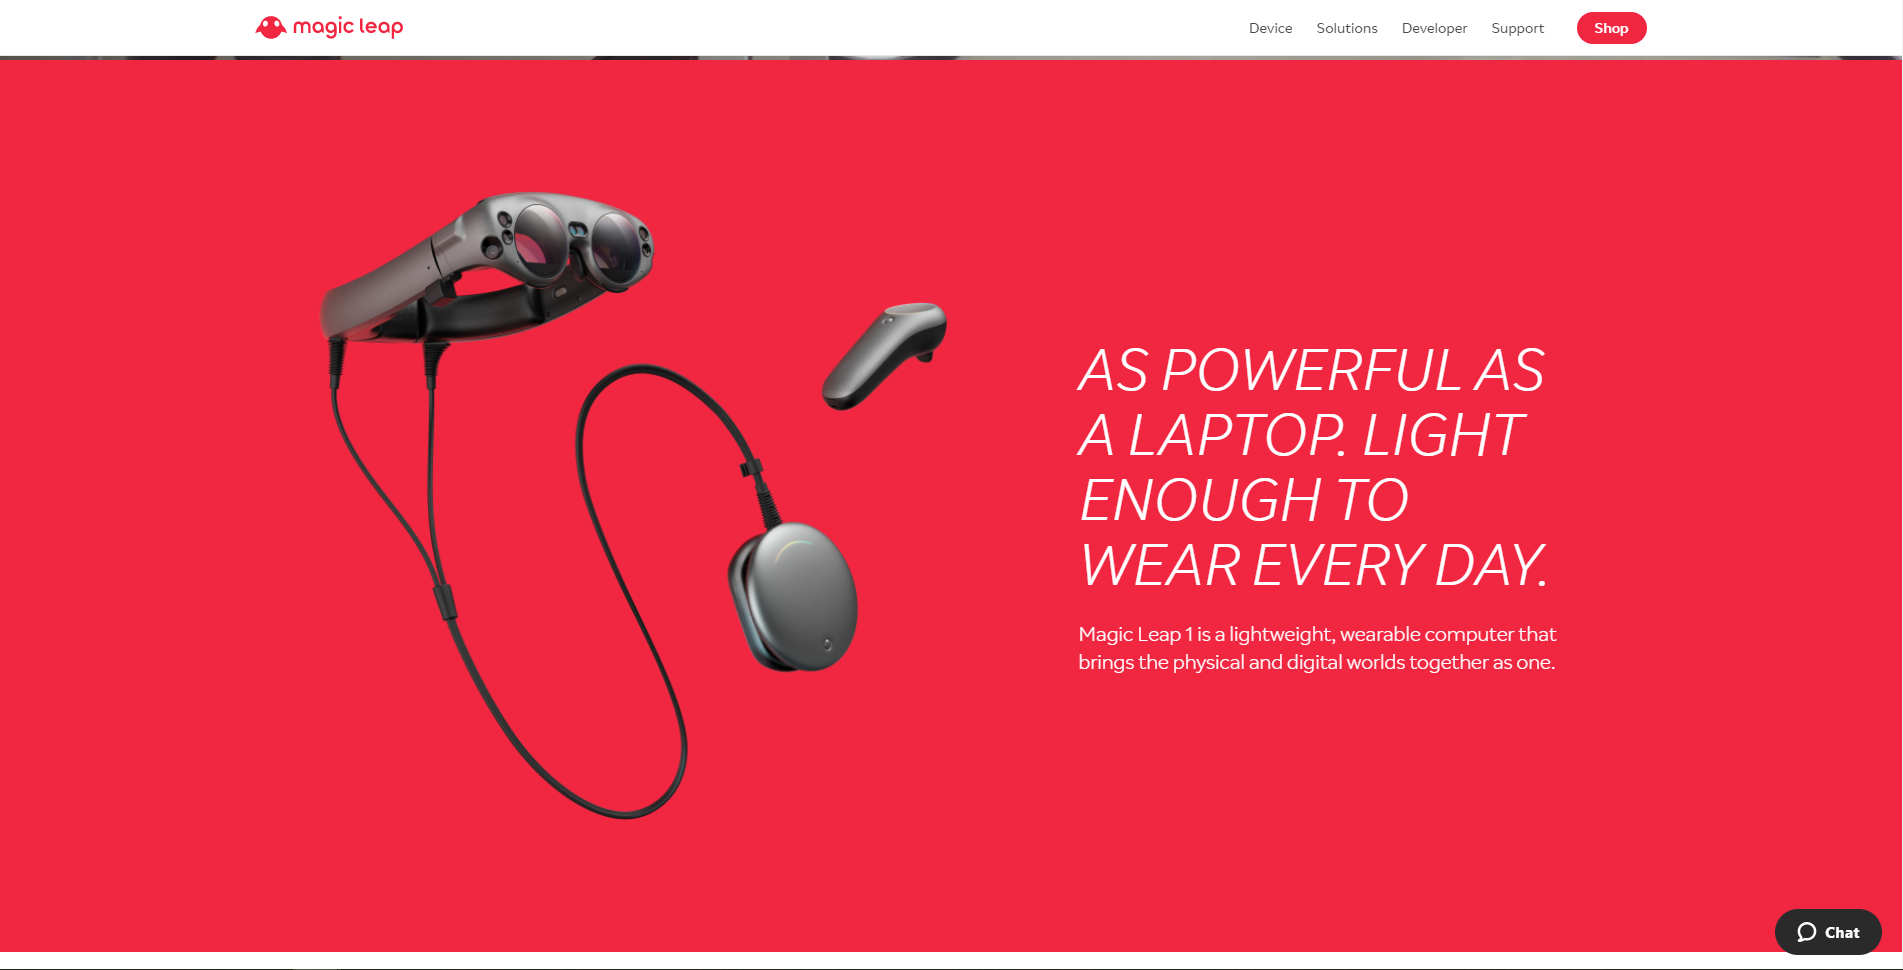 magic leap
Device
Solutions
Developer
Support
Shop
AS POWERFUL AS
A LAPTOP. LIGHT
ENOUGH TO
WEAR EVERY DAY.
Magic Leap 1 is a lightweight, wearable computer that
brings the physical and digital worlds together as one.
Chat